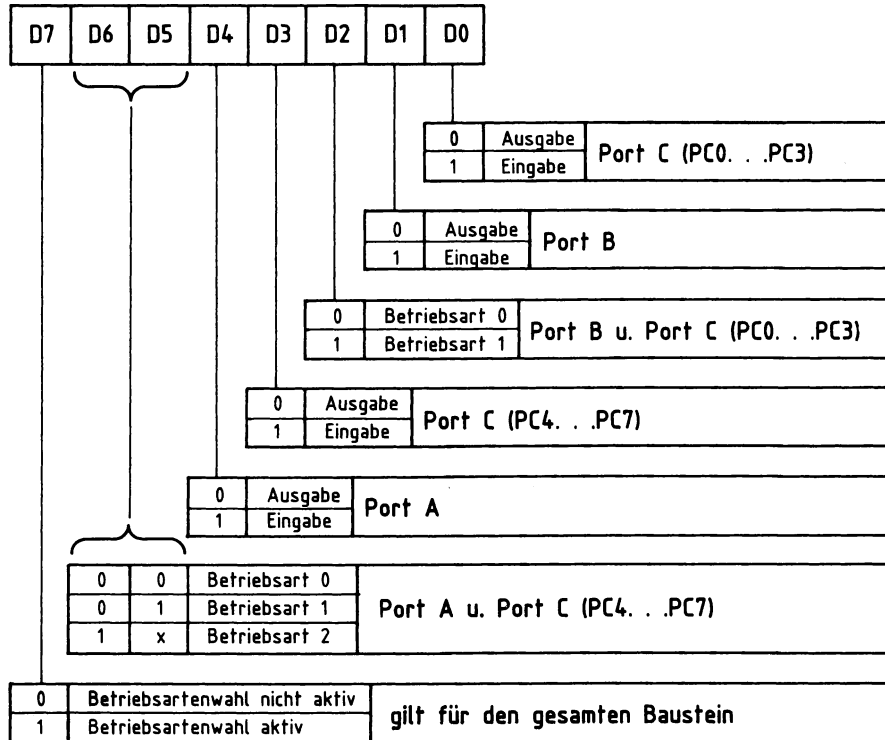 D7 D6 D5 D4 D3 D2 D1 D0
0 Ausgabe
1 Eingabe
Port C (PC0. . .PC3)
0 Ausgabe
1 Eingabe
Port B
0 Betriebsart 0
1 Betriebsart 1
Port B u. Port C (PC0. . .PC3)
0 Ausgabe
1 Eingabe
Port C (PC4. . .PC7)
0 Ausgabe
1 Eingabe
Port A
0 0 Betriebsart 0
0 1 Betriebsart 1
1 x Betriebsart 2
Port A u. Port C (PC4. . .PC7)
0 Betriebsartenwahl nicht aktiv
1 Betriebsartenwahl aktiv
gilt für den gesamten Baustein